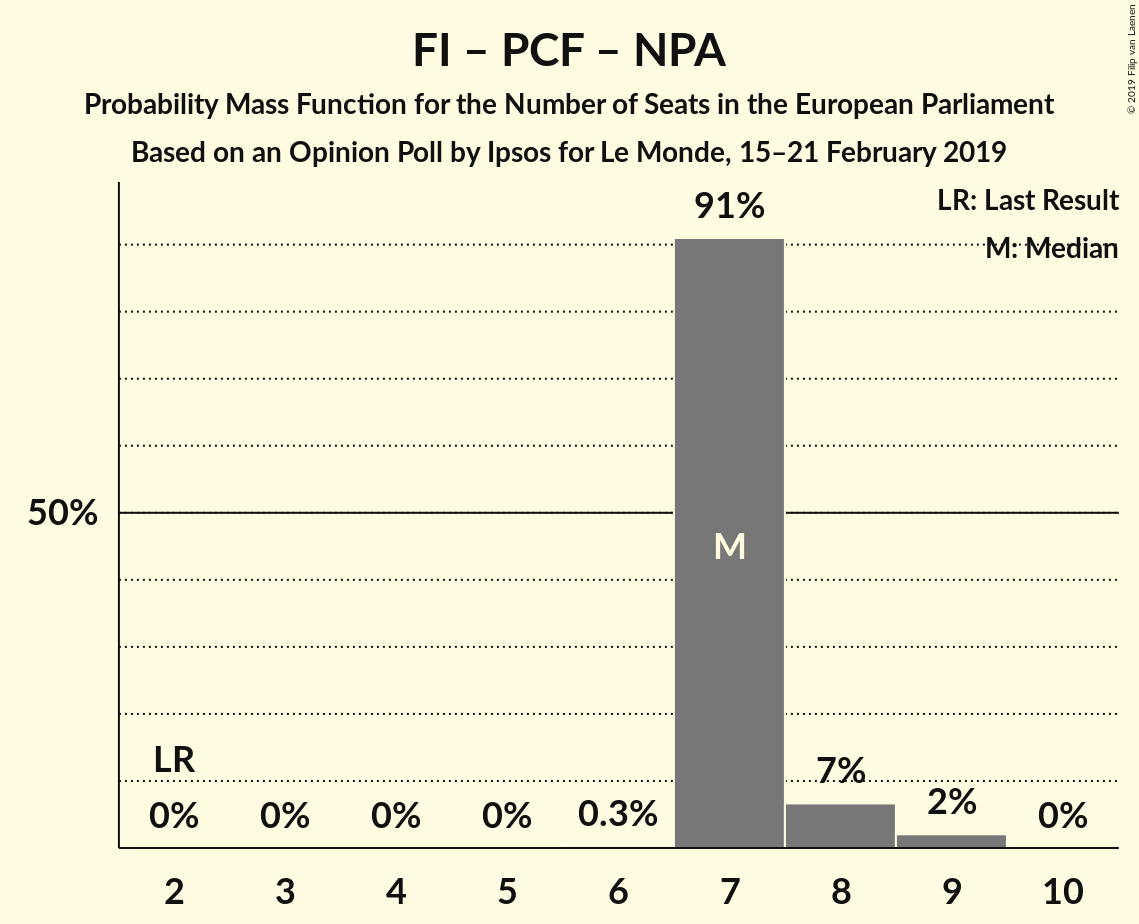 FI – PCF – NPA
Probability Mass Function for the Number of Seats in the European Parliament
Based on an Opinion Poll by Ipsos for Le Monde, 15–21 February 2019
© 2019 Filip van Laenen
LR: Last Result
M: Median
91%
50%
M
LR
0% 0% 0% 0% 0.3% 7% 2% 0%
2 3 4 5 6 7 8 9 10